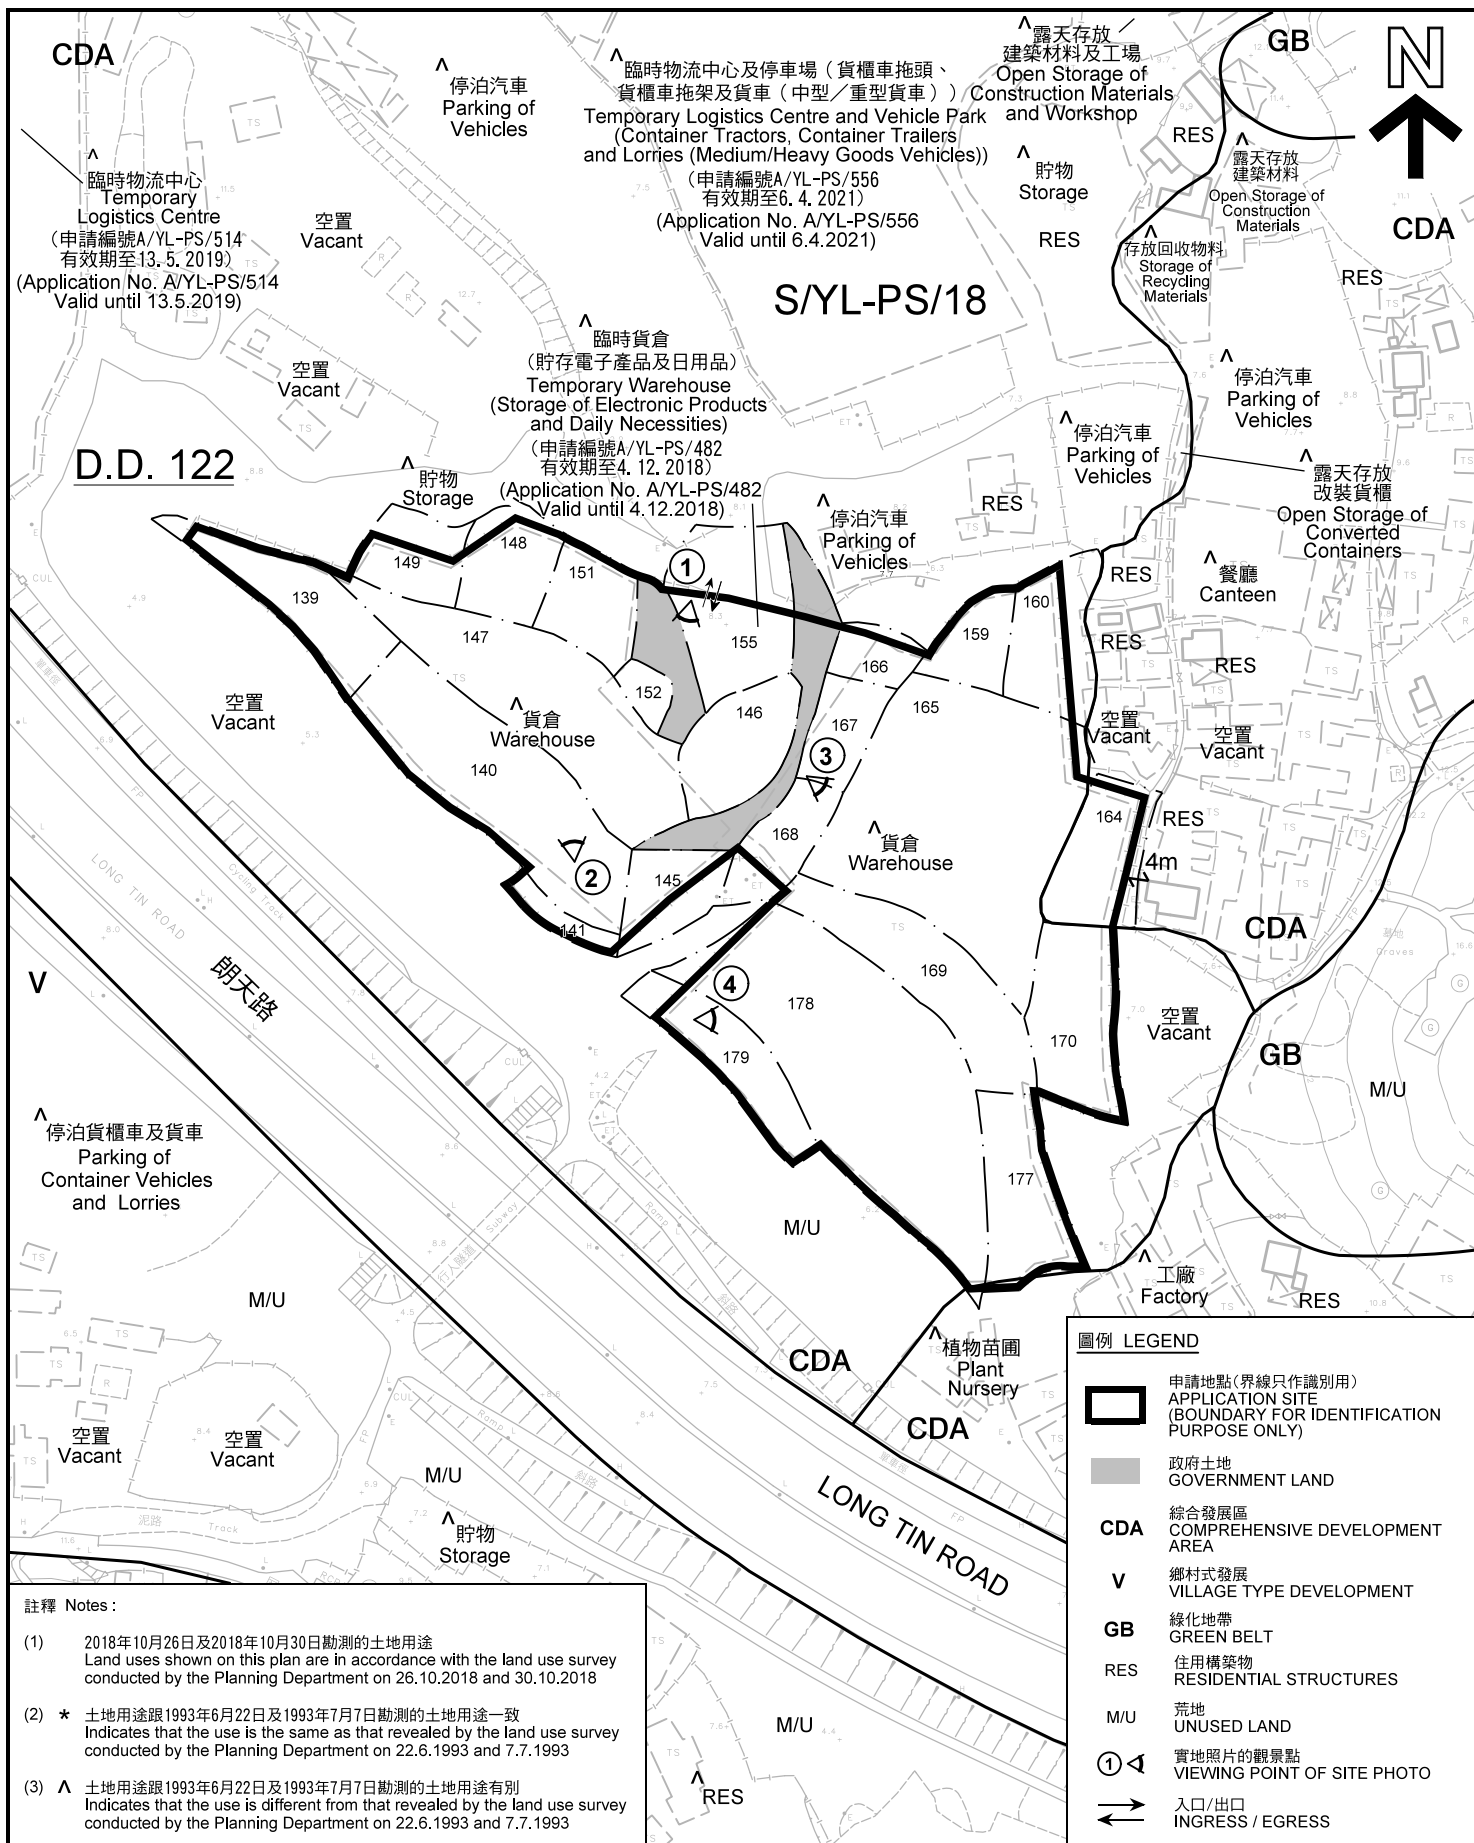 CDA
^
停泊汽車
Parking of
Vehicles
^
臨時物流中心及停車場（貨櫃車拖頭、
貨櫃車拖架及貨車（中型／重型貨車））
Temporary Logistics Centre and Vehicle Park
(Container Tractors, Container Trailers
and Lorries (Medium/Heavy Goods Vehicles))
（申請編號A/YL-PS/556
有效期至6.4.2021）
(Application No. A/YL-PS/556
Valid until 6.4.2021)
^
露天存放
建築材料及工場
Open Storage of
Construction Materials
and Workshop
GB
N
RES
^
臨時物流中心
Temporary
Logistics Centre
（申請編號A/YL-PS/514
有效期至13.5.2019）
(Application No. A/YL-PS/514
Valid until 13.5.2019)
空置
Vacant
^
貯物
Storage
RES
^
露天存放
建築材料
Open Storage of
Construction
Materials
CDA
^
存放回收物料
Storage of
Recycling
Materials
RES
S/YL-PS/18
空置
Vacant
^
臨時貨倉
（貯存電子產品及日用品）
Temporary Warehouse
(Storage of Electronic Products
and Daily Necessities)
（申請編號A/YL-PS/482
有效期至4.12.2018）
(Application No. A/YL-PS/482
Valid until 4.12.2018)
^
停泊汽車
Parking of
Vehicles
^
停泊汽車
Parking of
Vehicles
D.D. 122
^
貯物
Storage
^
露天存放
改裝貨櫃
Open Storage of
Converted
Containers
RES
^
停泊汽車
Parking of
Vehicles
148
149
151
1
RES
^
餐廳
Canteen
139
160
147
155
159
RES
RES
152
166
165
146
167
空置
Vacant
^
貨倉
Warehouse
空置
Vacant
空置
Vacant
140
3
164
RES
168
^
貨倉
Warehouse
4m
2
145
141
CDA
169
4
178
179
170
空置
Vacant
V
朗天路
LONG TIN ROAD
Cycling Track
GB
M/U
Graves
^
停泊貨櫃車及貨車
Parking of
Container Vehicles
and Lorries
177
M/U
行人隧道 Subway
Ramp
斜路
M/U
^
工廠
Factory
RES
^
植物苗圃
Plant
Nursery
CDA
CDA
空置
Vacant
空置
Vacant
M/U
Ramp
斜路
泥路
Track
^
貯物
Storage
LONG TIN ROAD
M/U
^
RES
圖例 LEGEND
申請地點（界線只作識別用）
APPLICATION SITE
(BOUNDARY FOR IDENTIFICATION
PURPOSE ONLY)
政府土地
GOVERNMENT LAND
CDA
綜合發展區
COMPREHENSIVE DEVELOPMENT
AREA
V
鄉村式發展
VILLAGE TYPE DEVELOPMENT
GB
綠化地帶
GREEN BELT
RES
住用構築物
RESIDENTIAL STRUCTURES
M/U
荒地
UNUSED LAND
1
實地照片的觀景點
VIEWING POINT OF SITE PHOTO
入口/出口
INGRESS / EGRESS
註釋 Notes :
(1) 2018年10月26日及2018年10月30日勘測的土地用途
Land uses shown on this plan are in accordance with the land use survey
conducted by the Planning Department on 26.10.2018 and 30.10.2018
(2) * 土地用途跟1993年6月22日及1993年7月7日勘測的土地用途一致
Indicates that the use is the same as that revealed by the land use survey
conducted by the Planning Department on 22.6.1993 and 7.7.1993
(3) ^ 土地用途跟1993年6月22日及1993年7月7日勘測的土地用途有別
Indicates that the use is different from that revealed by the land use survey
conducted by the Planning Department on 22.6.1993 and 7.7.1993